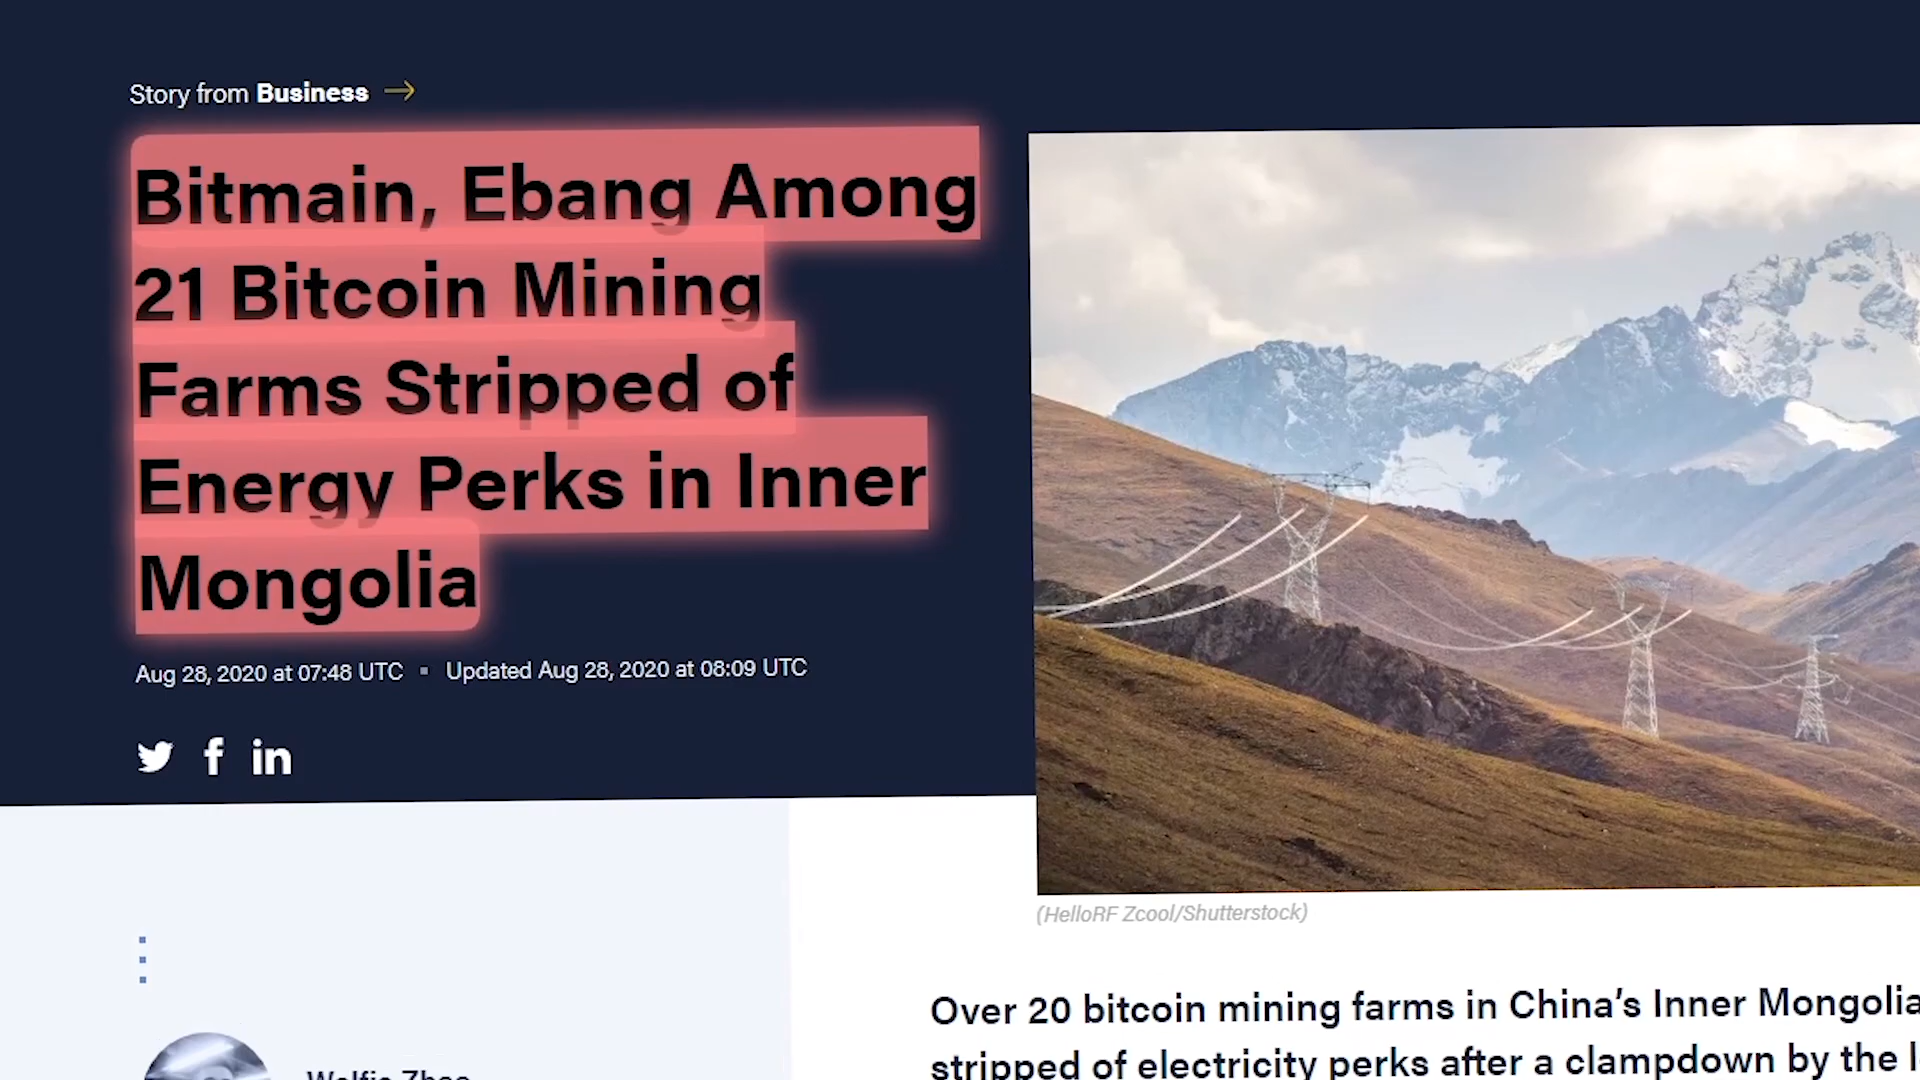 Story from Business
Bitmain, Ebang Among
21 Bitcoin Mining
Farms Stripped of
Energy Perks in Inner
Mongolia
Aug 28, 2020 at 07:48 UTC ▪ Updated Aug 28, 2020 at 08:09 UTC
(HelloRF Zcool/Shutterstock)
Over 20 bitcoin mining farms in China's Inner Mongolia
stripped of electricity perks after a clampdown by the